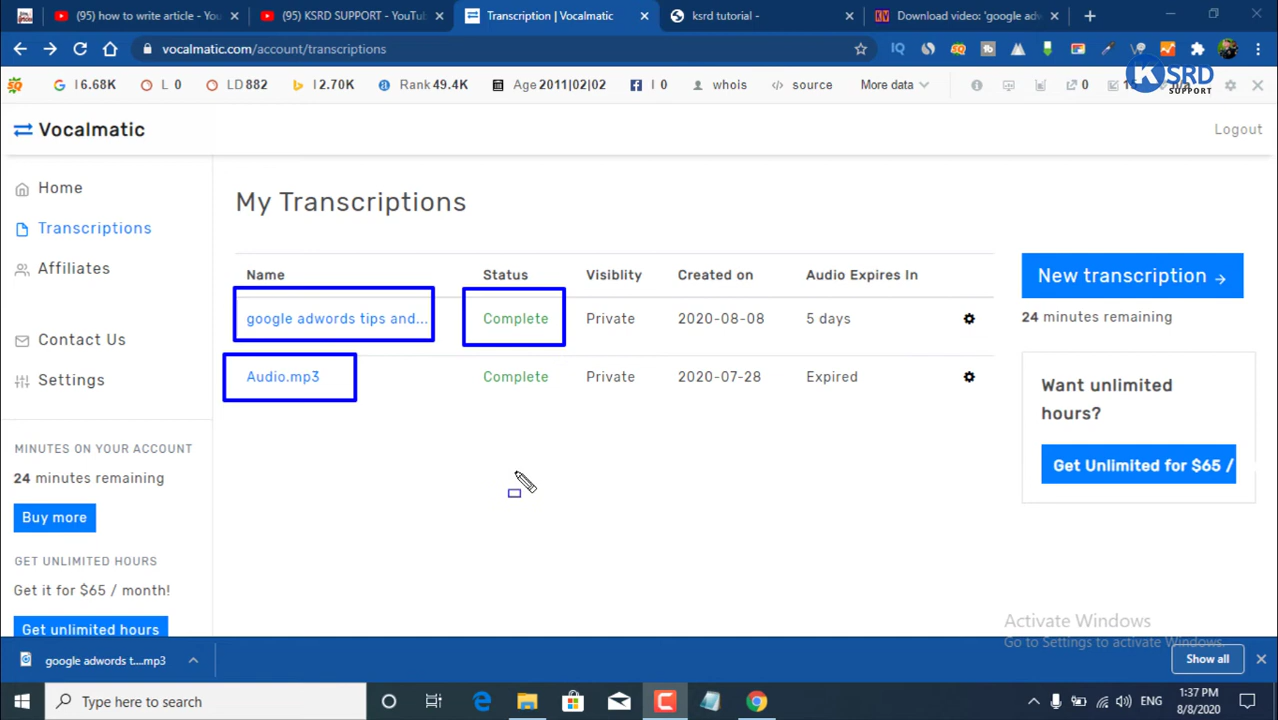 (95) how to write article - You
(95) KSRD SUPPORT - YouTube
Transcription | Vocalmatic
ksrd tutorial -
Download video: 'google adw
vocalmatic.com/account/transcriptions
I 6.68K
L 0
LD 882
I 2.70K
Rank 49.4K
Age 2011|02|02
I 0
whois
source
More data
0
KSRD
SUPPORT
Vocalmatic
Logout
Home
Transcriptions
Affiliates
Contact Us
Settings
MINUTES ON YOUR ACCOUNT
24 minutes remaining
Buy more
GET UNLIMITED HOURS
Get it for $65 / month!
Get unlimited hours
My Transcriptions
Name Status Visiblity Created on Audio Expires In
google adwords tips and... Complete Private 2020-08-08 5 days
Audio.mp3 Complete Private 2020-07-28 Expired
New transcription →
24 minutes remaining
Want unlimited
hours?
Get Unlimited for $65 /
Activate Windows
Go to Settings to activate Windows.
google adwords t....mp3
Show all
Type here to search
ENG
1:37 PM
8/8/2020